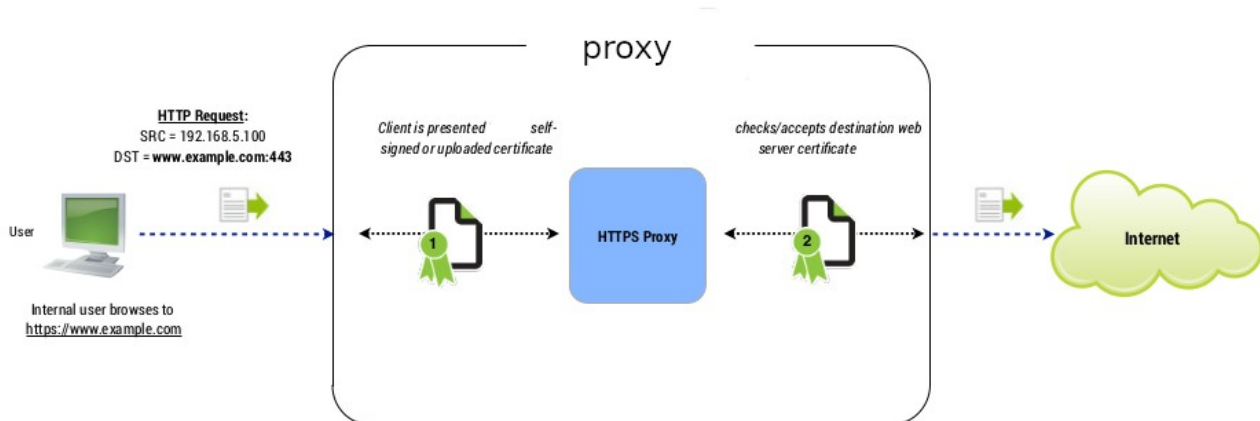 proxy
HTTP Request:
SRC = 192.168.5.100
DST = www.example.com:443
Client is presented self-
signed or uploaded certificate
checks/accepts destination web
server certificate
User
1
HTTPS Proxy
2
Internet
Internal user browses to
https://www.example.com